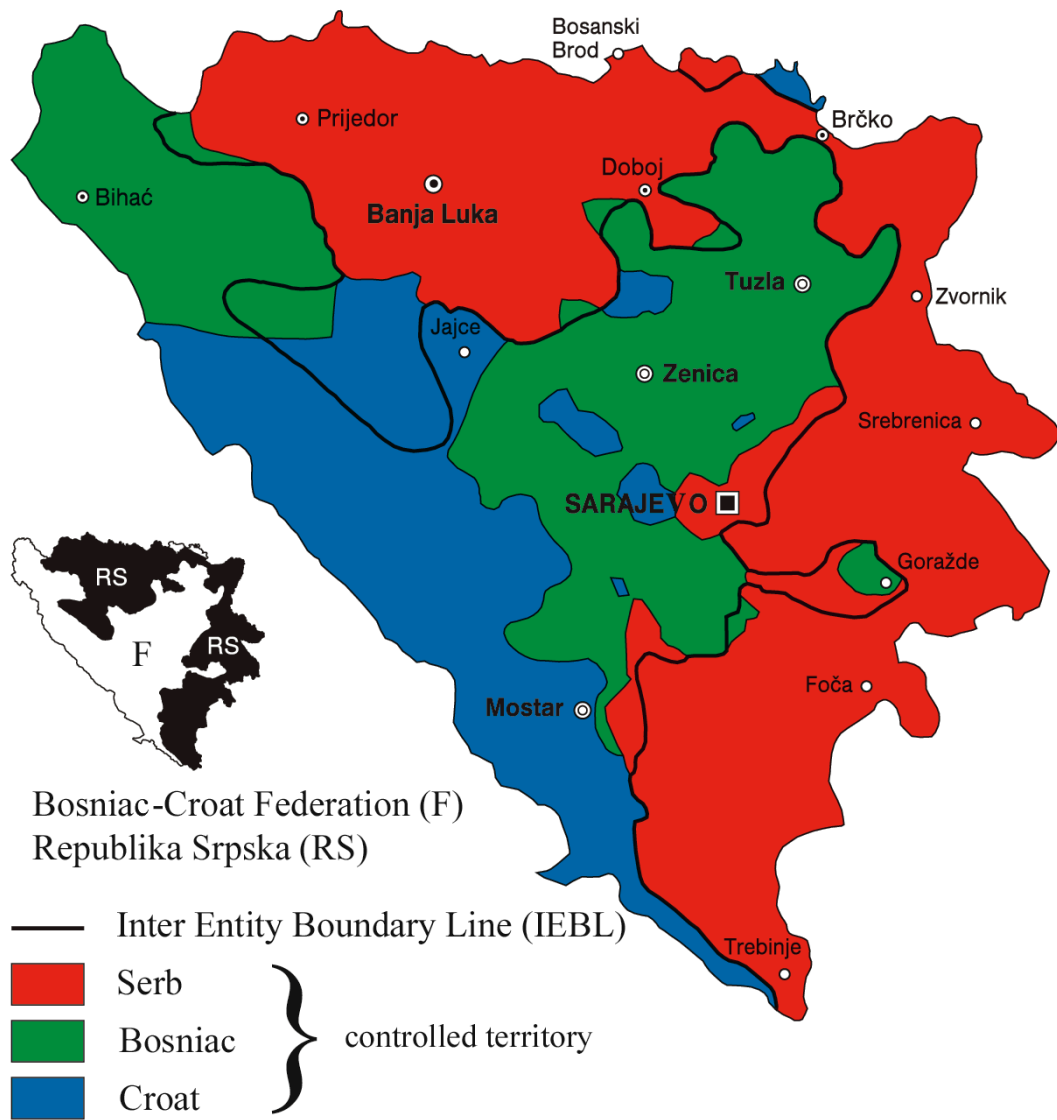 Bosanski
Brod
Prijedor
Brčko
Doboj
Bihać
Banja Luka
Tuzla
Zvornik
Jajce
Zenica
Srebrenica
SARAJEVO
RS
Goražde
RS
F
Foča
Mostar
Bosniac-Croat Federation (F)
Republika Srpska (RS)
Inter Entity Boundary Line (IEBL)
Trebinje
Serb
Bosniac
controlled territory
Croat